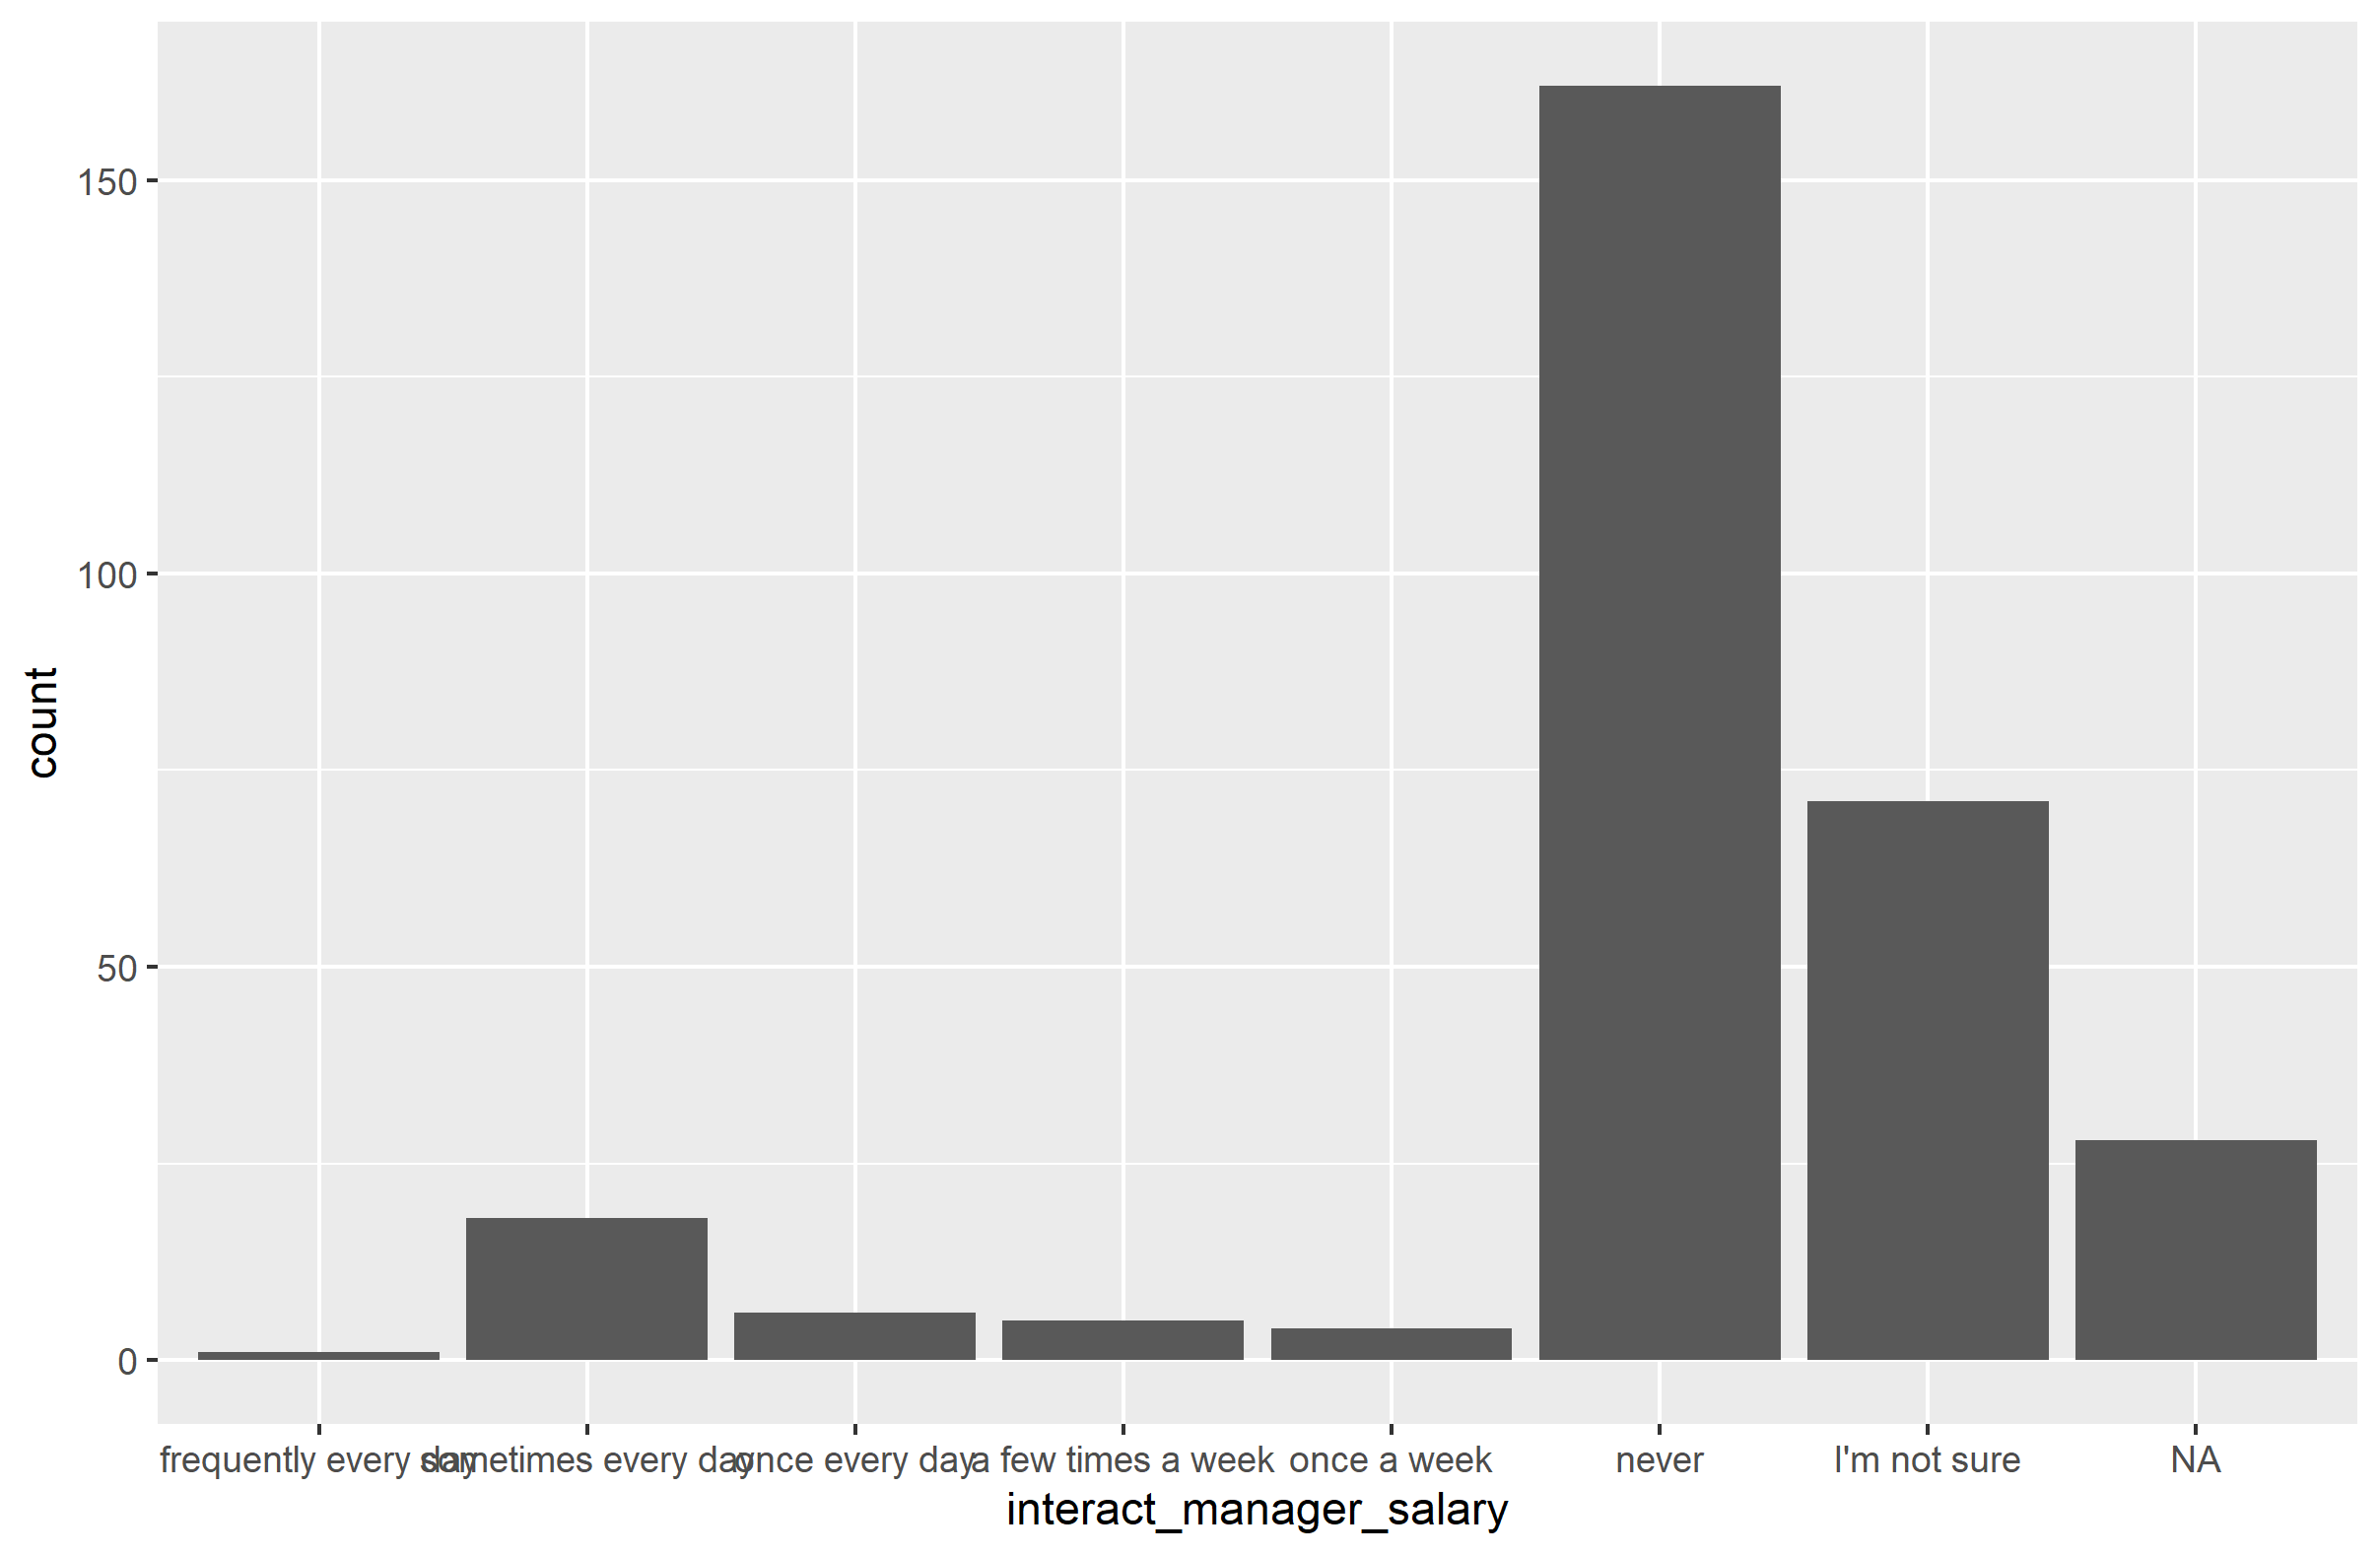 150
100
50
0
count
frequently every day sometimes every day once every day a few times a week once a week never I'm not sure NA
interact_manager_salary